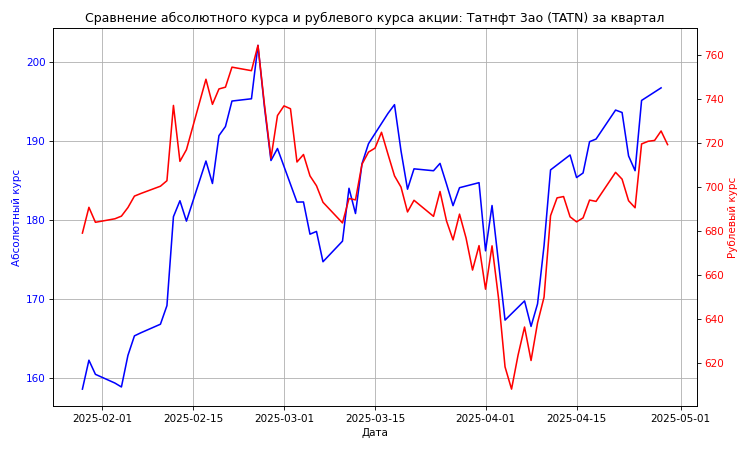 Сравнение абсолютного курса и рублевого курса акции: Татнфт 3ао (TATN) за квартал
200
190
180
170
160
Абсолютный курс
760
740
720
700
680
660
640
620
Рублевый курс
2025-02-01 2025-02-15 2025-03-01 2025-03-15 2025-04-01 2025-04-15 2025-05-01
Дата